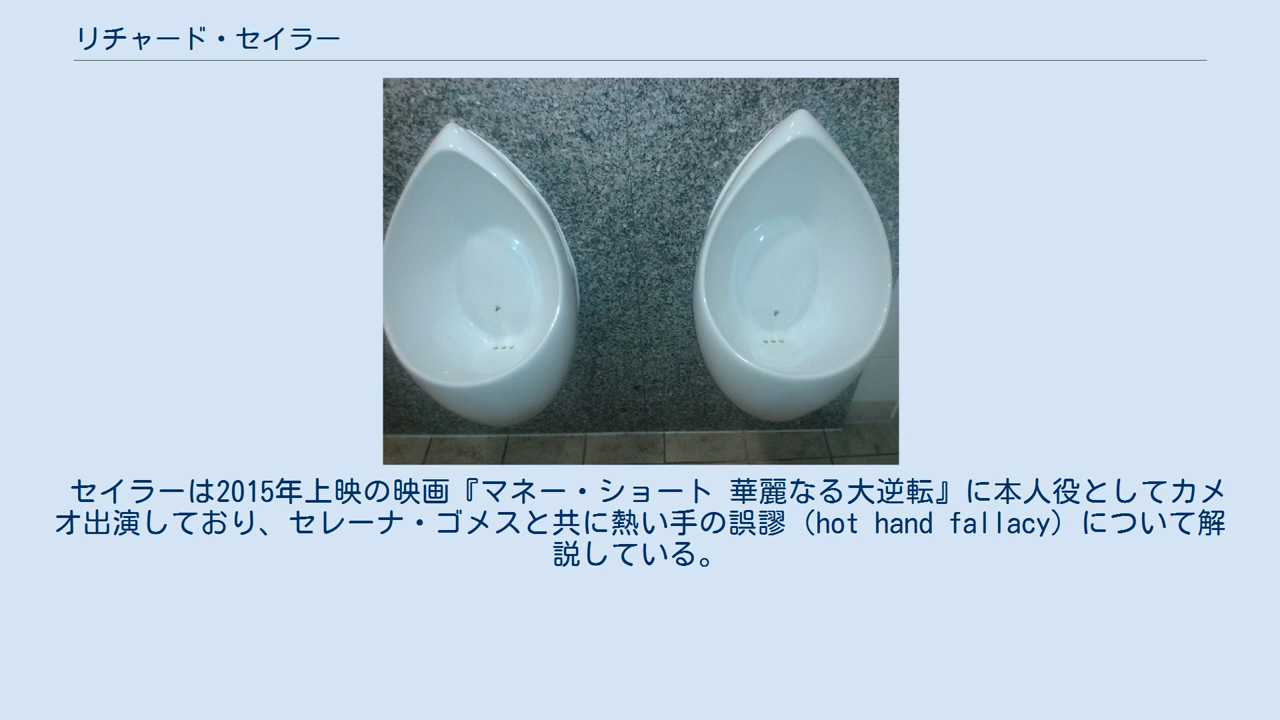 リチャード・セイラー
セイラーは2015年上映の映画『マネー・ショート 華麗なる大逆転』に本人役としてカメ
オ出演しており、セレーナ・ゴメスと共に熱い手の誤謬（hot hand fallacy）について解
説している。